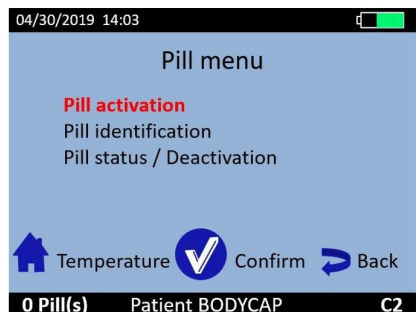 04/30/2019 14:03
Pill menu
Pill activation
Pill identification
Pill status / Deactivation
Temperature Confirm Back
0 Pill(s) Patient BODYCAP C2